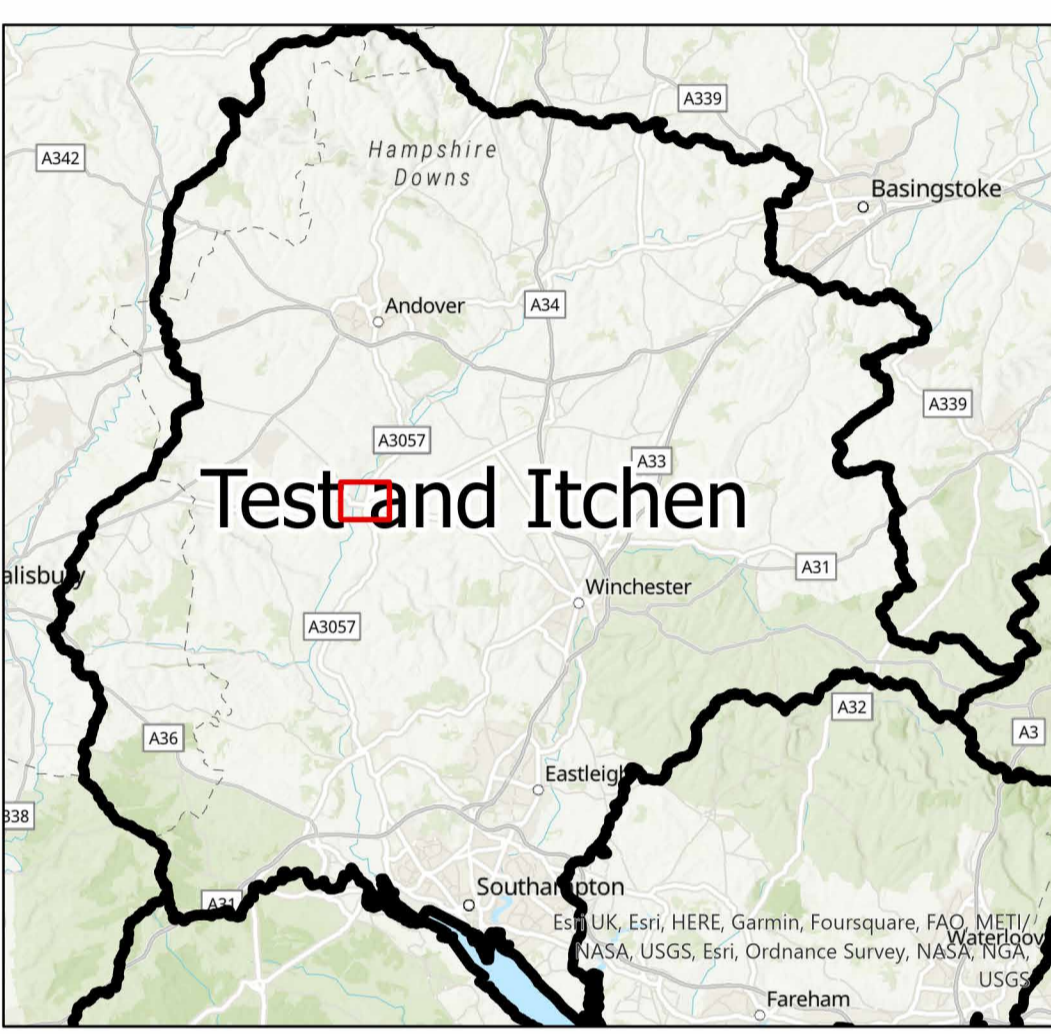 A339
A342
Hampshire
Downs
Basingstoke
Andover
A34
A339
A3057
A33
Test and Itchen
A31
alisbury
Winchester
A3057
A32
A36
A3
Eastleigh
338
Southampton
A31
Esri UK, Esri, HERE, Garmin, Foursquare, FAO, METI/
NASA, USGS, Esri, Ordnance Survey, NASA, NGA,
USGS
Waterloov
Fareham